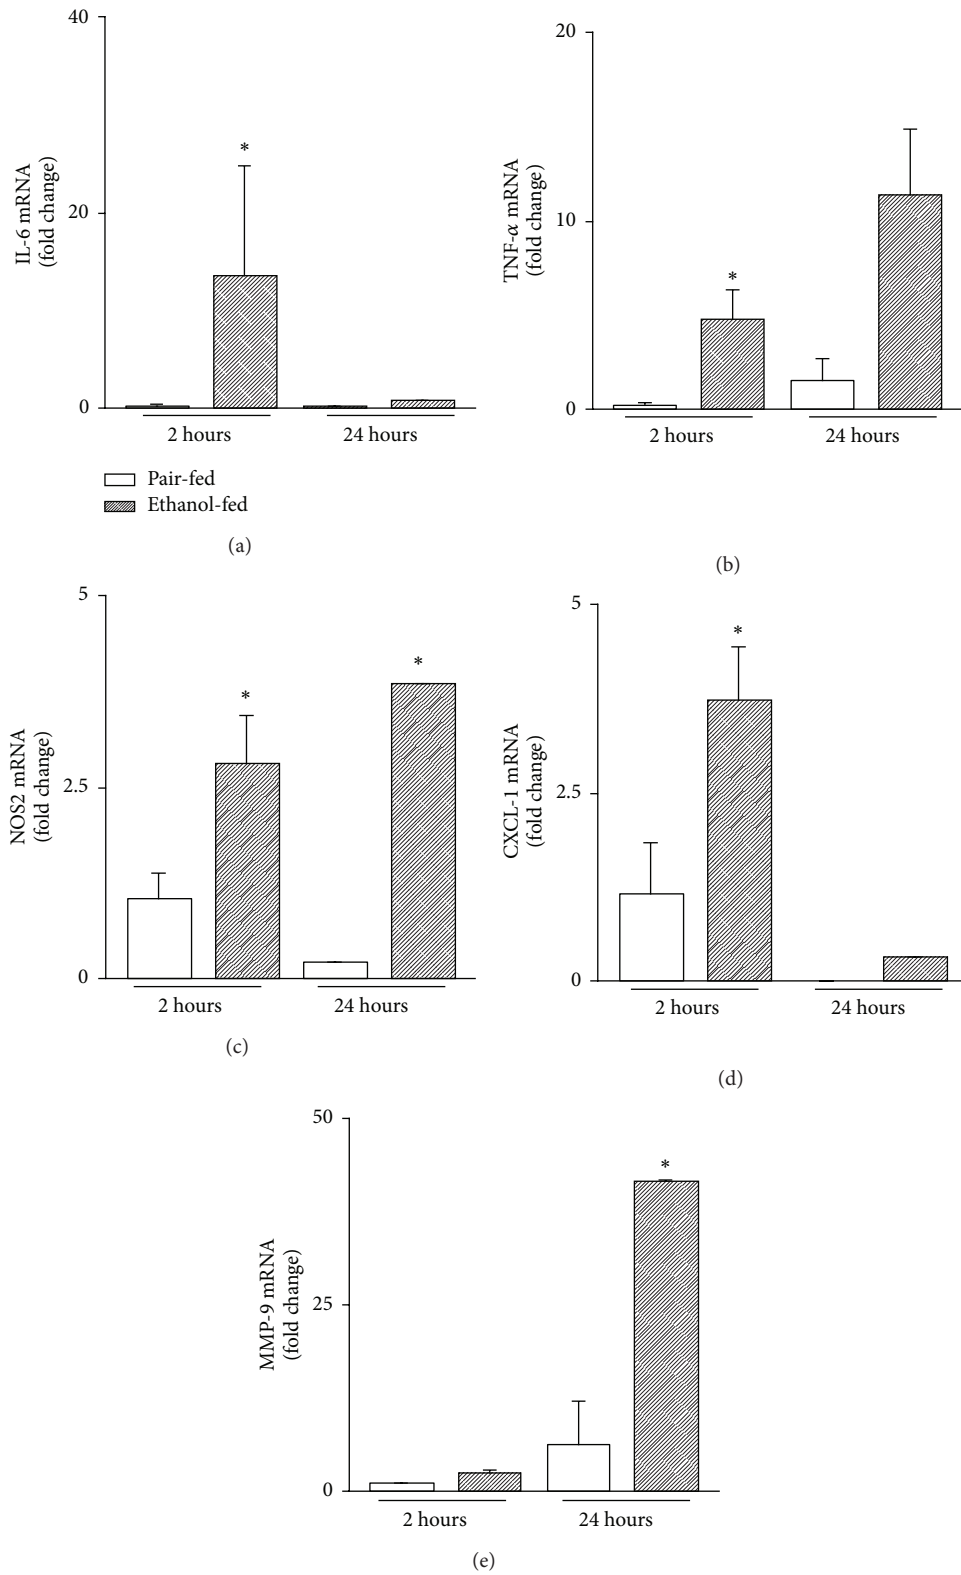 IL-6 mRNA
(fold change)
40
20
0
*
2 hours
24 hours
Pair-fed
Ethanol-fed
(a)
TNF-α mRNA
(fold change)
20
10
0
*
2 hours
24 hours
(b)
NOS2 mRNA
(fold change)
5
2.5
0
*
*
2 hours
24 hours
(c)
CXCL-1 mRNA
(fold change)
5
2.5
0
*
2 hours
24 hours
(d)
MMP-9 mRNA
(fold change)
50
25
0
*
2 hours
24 hours
(e)